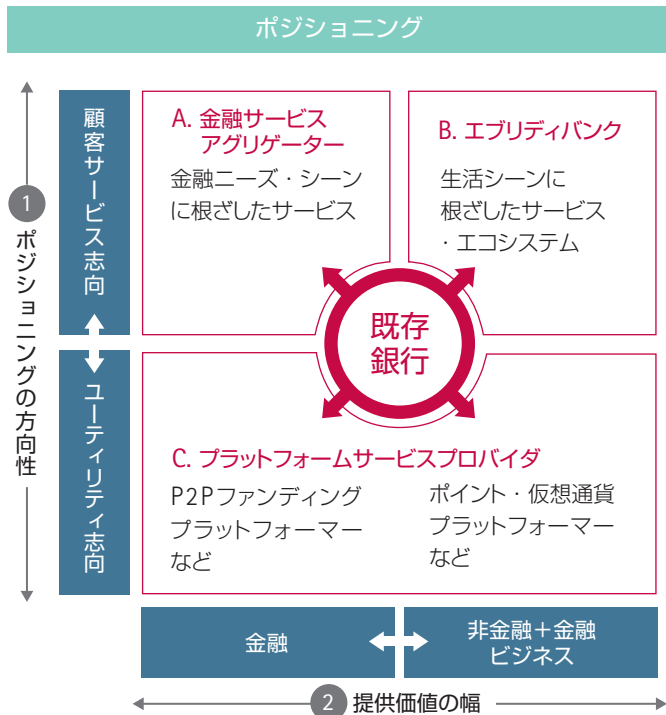 ポジショニング
1
ポジショニングの方向性
顧客サービス志向
ユーティリティ志向
A. 金融サービス
アグリゲーター
金融ニーズ・シーン
に根ざしたサービス
B. エブリディバンク
生活シーンに
根ざしたサービス
・エコシステム
既存
銀行
C. プラットフォームサービスプロバイダ
P2Pファンディング
プラットフォーマー
など
ポイント・仮想通貨
プラットフォーマー
など
金融
非金融＋金融
ビジネス
2 提供価値の幅